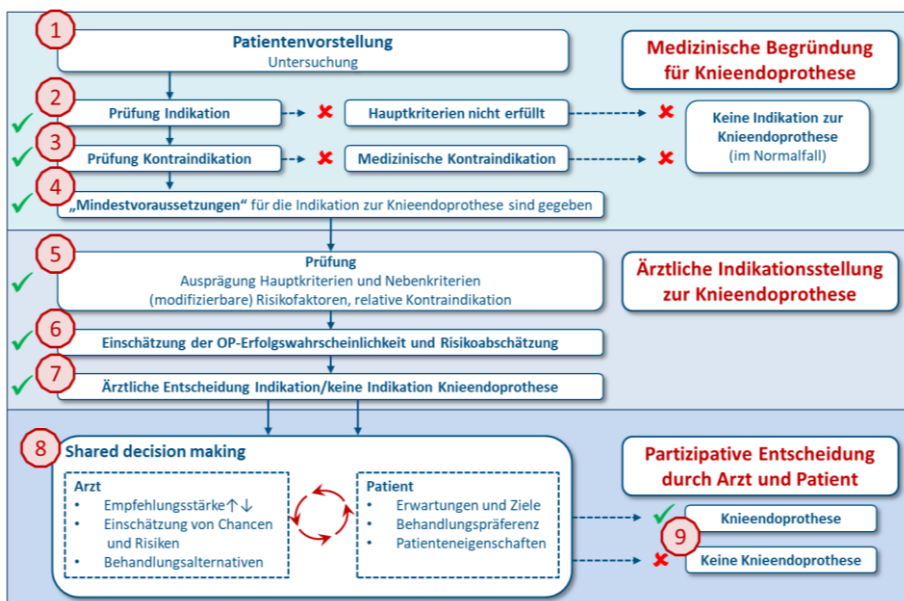 1
Patientenvorstellung
Untersuchung
Medizinische Begründung
für Knieendoprothese
2
Prüfung Indikation
Hauptkriterien nicht erfüllt
Keine Indikation zur
Knieendoprothese
(im Normalfall)
3
Prüfung Kontraindikation
Medizinische Kontraindikation
4
„Mindestvoraussetzungen“ für die Indikation zur Knieendoprothese sind gegeben
5
Prüfung
Ausprägung Hauptkriterien und Nebenkriterien
(modifizierbare) Risikofaktoren, relative Kontraindikation
Ärztliche Indikationsstellung
zur Knieendoprothese
6
Einschätzung der OP-Erfolgswahrscheinlichkeit und Risikoabschätzung
7
Ärztliche Entscheidung Indikation/keine Indikation Knieendoprothese
8
Shared decision making
Arzt
• Empfehlungsstärke↑↓
• Einschätzung von Chancen
und Risiken
• Behandlungsalternativen
Patient
• Erwartungen und Ziele
• Behandlungspräferenz
• Patienteneigenschaften
Partizipative Entscheidung
durch Arzt und Patient
Knieendoprothese
9
Keine Knieendoprothese